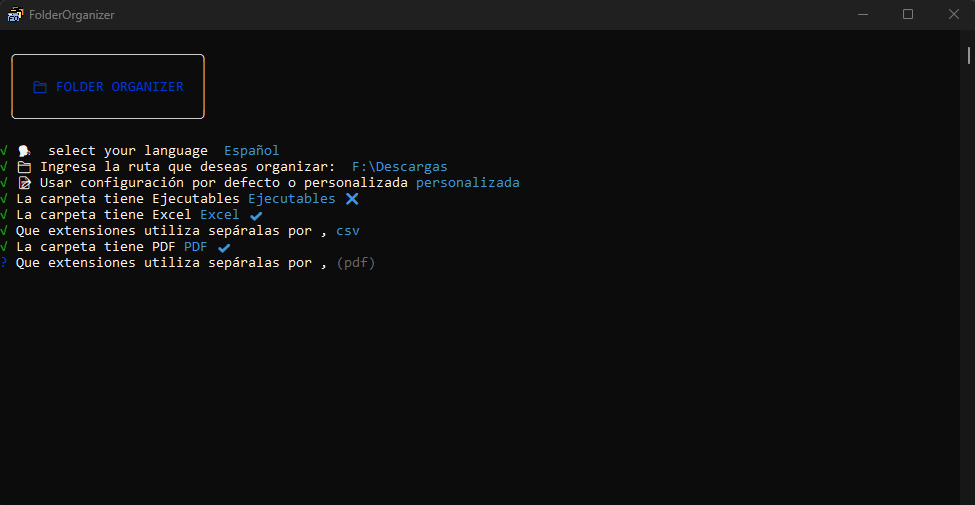 FolderOrganizer
FOLDER ORGANIZER
√ select your language Español
√ Ingresa la ruta que deseas organizar: F:\Descargas
√ Usar configuración por defecto o personalizada personalizada
√ La carpeta tiene Ejecutables Ejecutables ✖
√ La carpeta tiene Excel Excel ✔
√ Que extensiones utiliza sepáralas por , csv
√ La carpeta tiene PDF PDF ✔
? Que extensiones utiliza sepáralas por , (pdf)